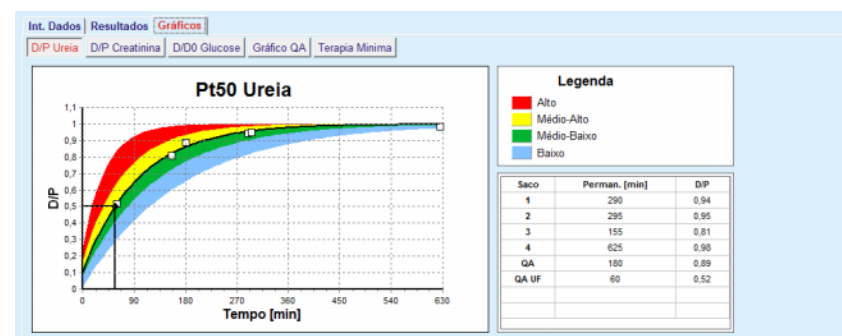 Int. Dados Resultados Gráficos
D/P Ureia D/P Creatinina D/D0 Glucose Gráfico QA Terapia Minima
Pt50 Ureia
D/P
1,1
1
0,9
0,8
0,7
0,6
0,5
0,4
0,3
0,2
0,1
0
0 90 180 270 360 450 540 630
Tempo [min]
Legenda
Alto
Médio-Alto
Médio-Baixo
Baixo
Saco Perman. [min] D/P
1 290 0,94
2 295 0,95
3 155 0,81
4 625 0,98
QA 180 0,89
QA UF 60 0,52